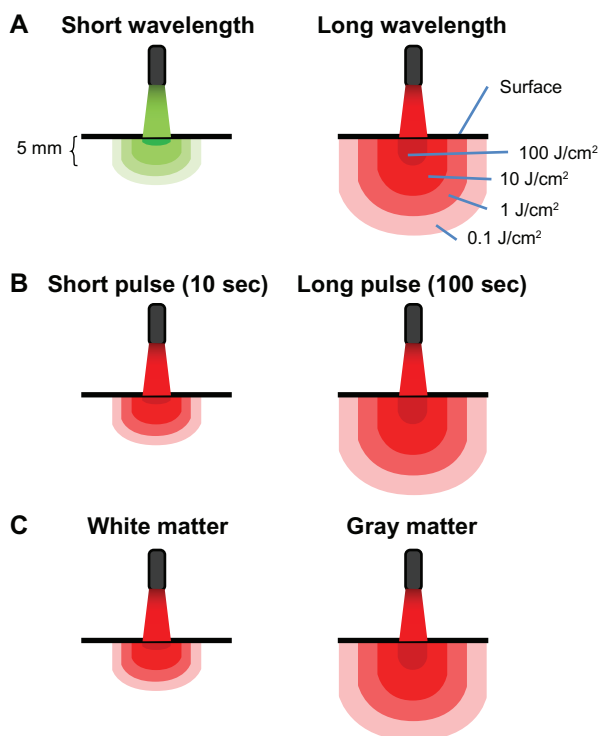 A
Short wavelength
Long wavelength
Surface
5 mm
100 J/cm²
10 J/cm²
1 J/cm²
0.1 J/cm²
B
Short pulse (10 sec)
Long pulse (100 sec)
C
White matter
Gray matter